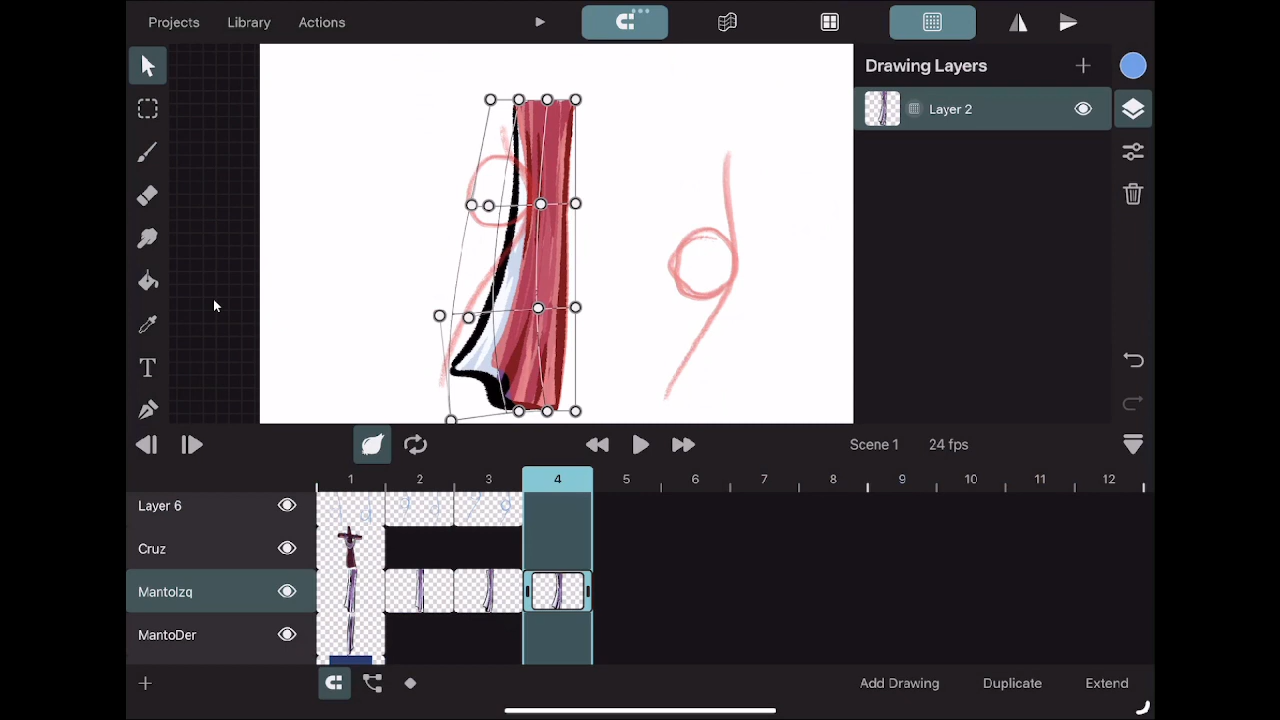 Projects Library Actions
Drawing Layers
Layer 2
T
Scene 1 24 fps
1 2 3 4 5 6 7 8 9 10 11 12
Layer 6
Cruz
MantoIzq
MantoDer
Add Drawing Duplicate Extend